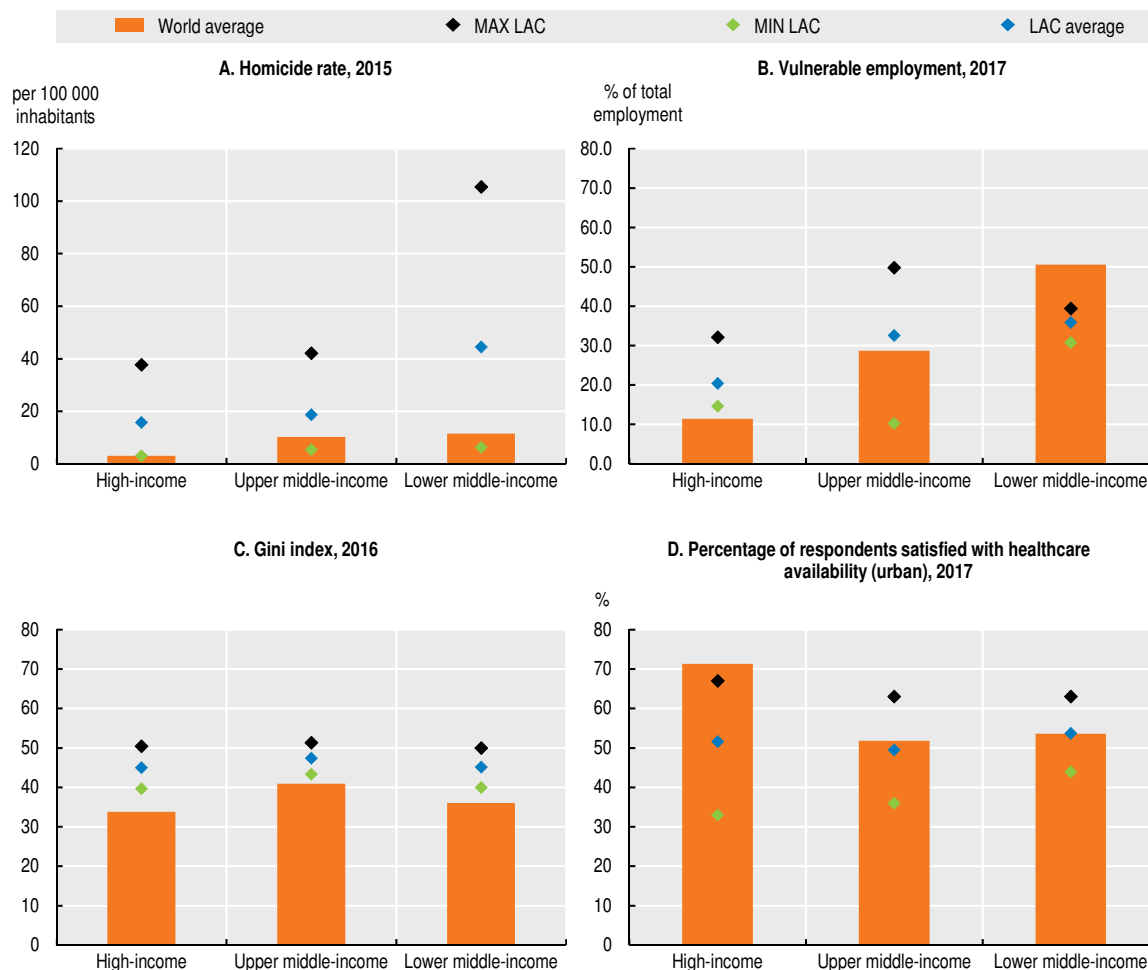 World average
MAX LAC
MIN LAC
LAC average
A. Homicide rate, 2015
per 100 000
inhabitants
120
100
80
60
40
20
0
High-income
Upper middle-income
Lower middle-income
B. Vulnerable employment, 2017
% of total
employment
80.0
70.0
60.0
50.0
40.0
30.0
20.0
10.0
0.0
High-income
Upper middle-income
Lower middle-income
C. Gini index, 2016
80
70
60
50
40
30
20
10
0
High-income
Upper middle-income
Lower middle-income
D. Percentage of respondents satisfied with healthcare
availability (urban), 2017
%
80
70
60
50
40
30
20
10
0
High-income
Upper middle-income
Lower middle-income